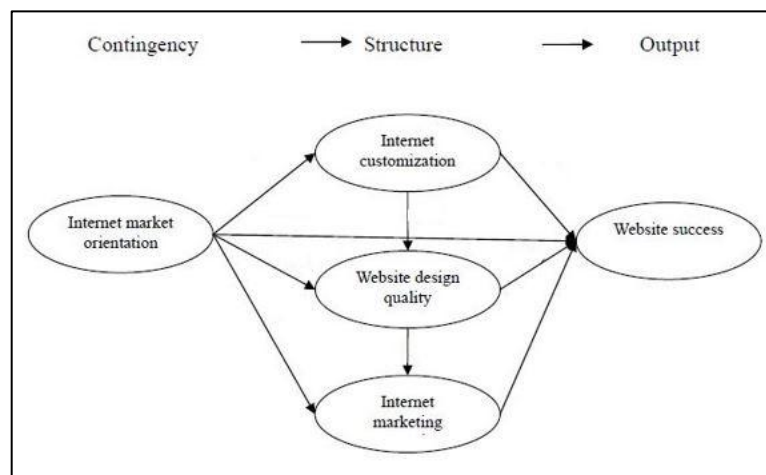 Contingency
Structure
Output
Internet
customization
Internet market
orientation
Website success
Website design
quality
Internet
marketing